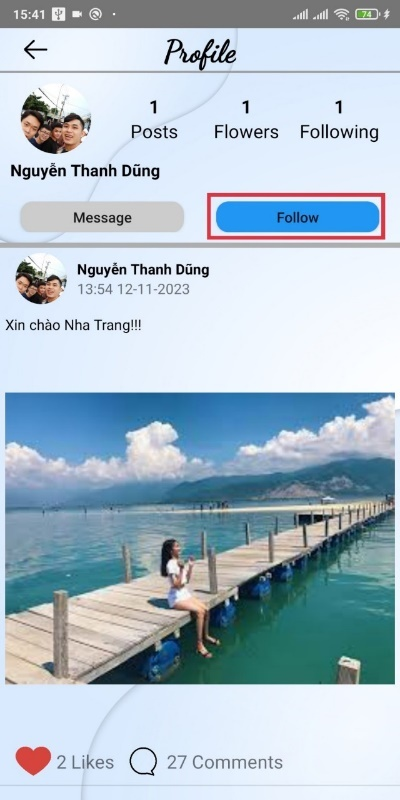 15:41
74
Profile
1 1 1
Posts Flowers Following
Nguyễn Thanh Dũng
Message Follow
Nguyễn Thanh Dũng
13:54 12-11-2023
Xin chào Nha Trang!!!
2 Likes 27 Comments